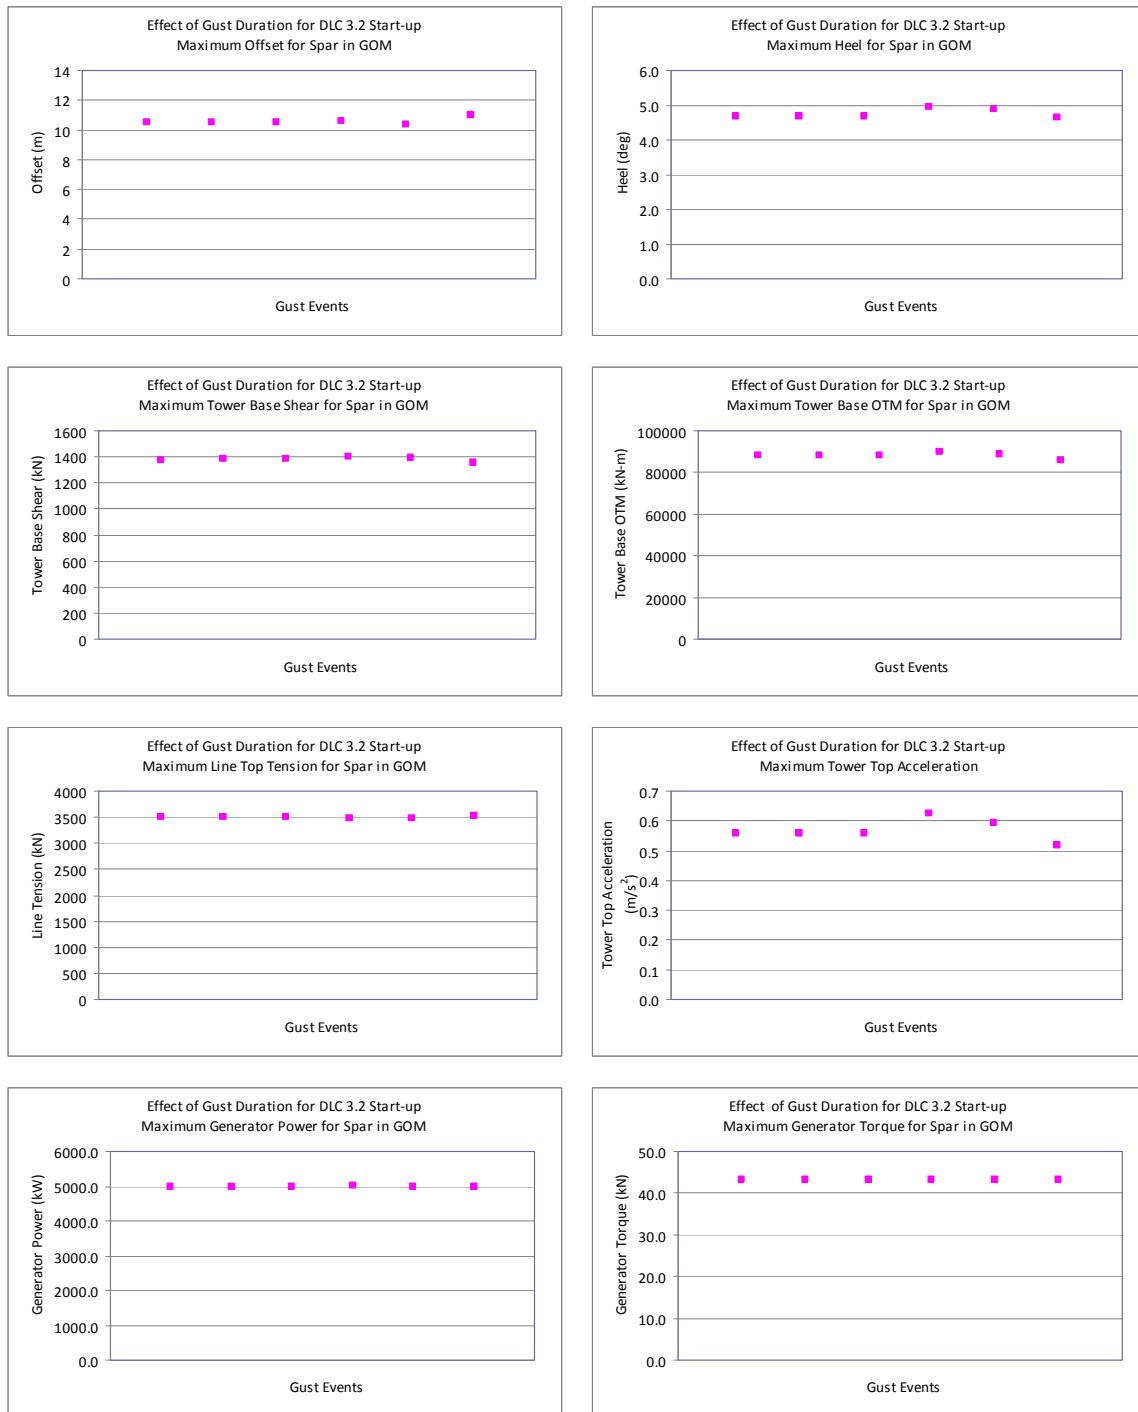 Effect of Gust Duration for DLC 3.2 Start-up
Maximum Offset for Spar in GOM
Offset (m)
14
12
10
8
6
4
2
0
Gust Events
Effect of Gust Duration for DLC 3.2 Start-up
Maximum Heel for Spar in GOM
Heel (deg)
6.0
5.0
4.0
3.0
2.0
1.0
0.0
Gust Events
Effect of Gust Duration for DLC 3.2 Start-up
Maximum Tower Base Shear for Spar in GOM
Tower Base Shear (kN)
1600
1400
1200
1000
800
600
400
200
0
Gust Events
Effect of Gust Duration for DLC 3.2 Start-up
Maximum Tower Base OTM for Spar in GOM
Tower Base OTM (kN-m)
100000
80000
60000
40000
20000
0
Gust Events
Effect of Gust Duration for DLC 3.2 Start-up
Maximum Line Top Tension for Spar in GOM
Line Tension (kN)
4000
3500
3000
2500
2000
1500
1000
500
0
Gust Events
Effect of Gust Duration for DLC 3.2 Start-up
Maximum Tower Top Acceleration
Tower Top Acceleration
(m/s²)
0.7
0.6
0.5
0.4
0.3
0.2
0.1
0.0
Gust Events
Effect of Gust Duration for DLC 3.2 Start-up
Maximum Generator Power for Spar in GOM
Generator Power (kW)
6000.0
5000.0
4000.0
3000.0
2000.0
1000.0
0.0
Gust Events
Effect of Gust Duration for DLC 3.2 Start-up
Maximum Generator Torque for Spar in GOM
Generator Torque (kN)
50.0
40.0
30.0
20.0
10.0
0.0
Gust Events